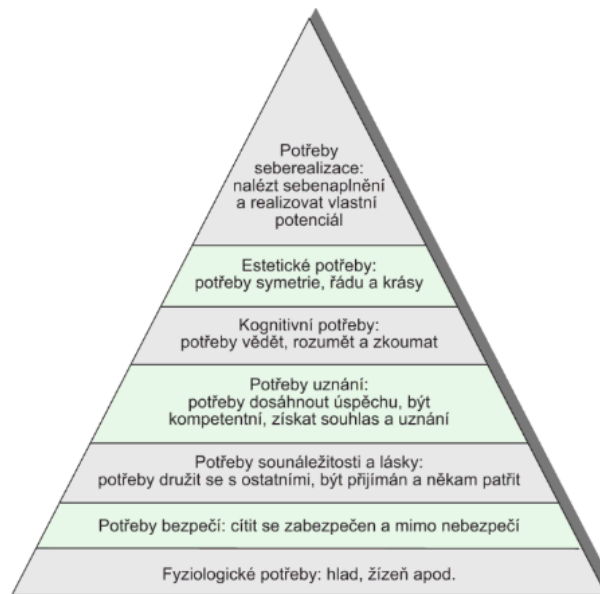 Potřeby
seberealizace:
nalézt sebenaplnění
a realizovat vlastní
potenciál
Estetické potřeby:
potřeby symetrie, řádu a krásy
Kognitivní potřeby:
potřeby vědět, rozumět a zkoumat
Potřeby uznání:
potřeby dosáhnout úspěchu, být
kompetentní, získat souhlas a uznání
Potřeby sounáležitosti a lásky:
potřeby družit se s ostatními, být přijímán a někam patřit
Potřeby bezpečí: cítit se zabezpečen a mimo nebezpečí
Fyziologické potřeby: hlad, žízeň apod.